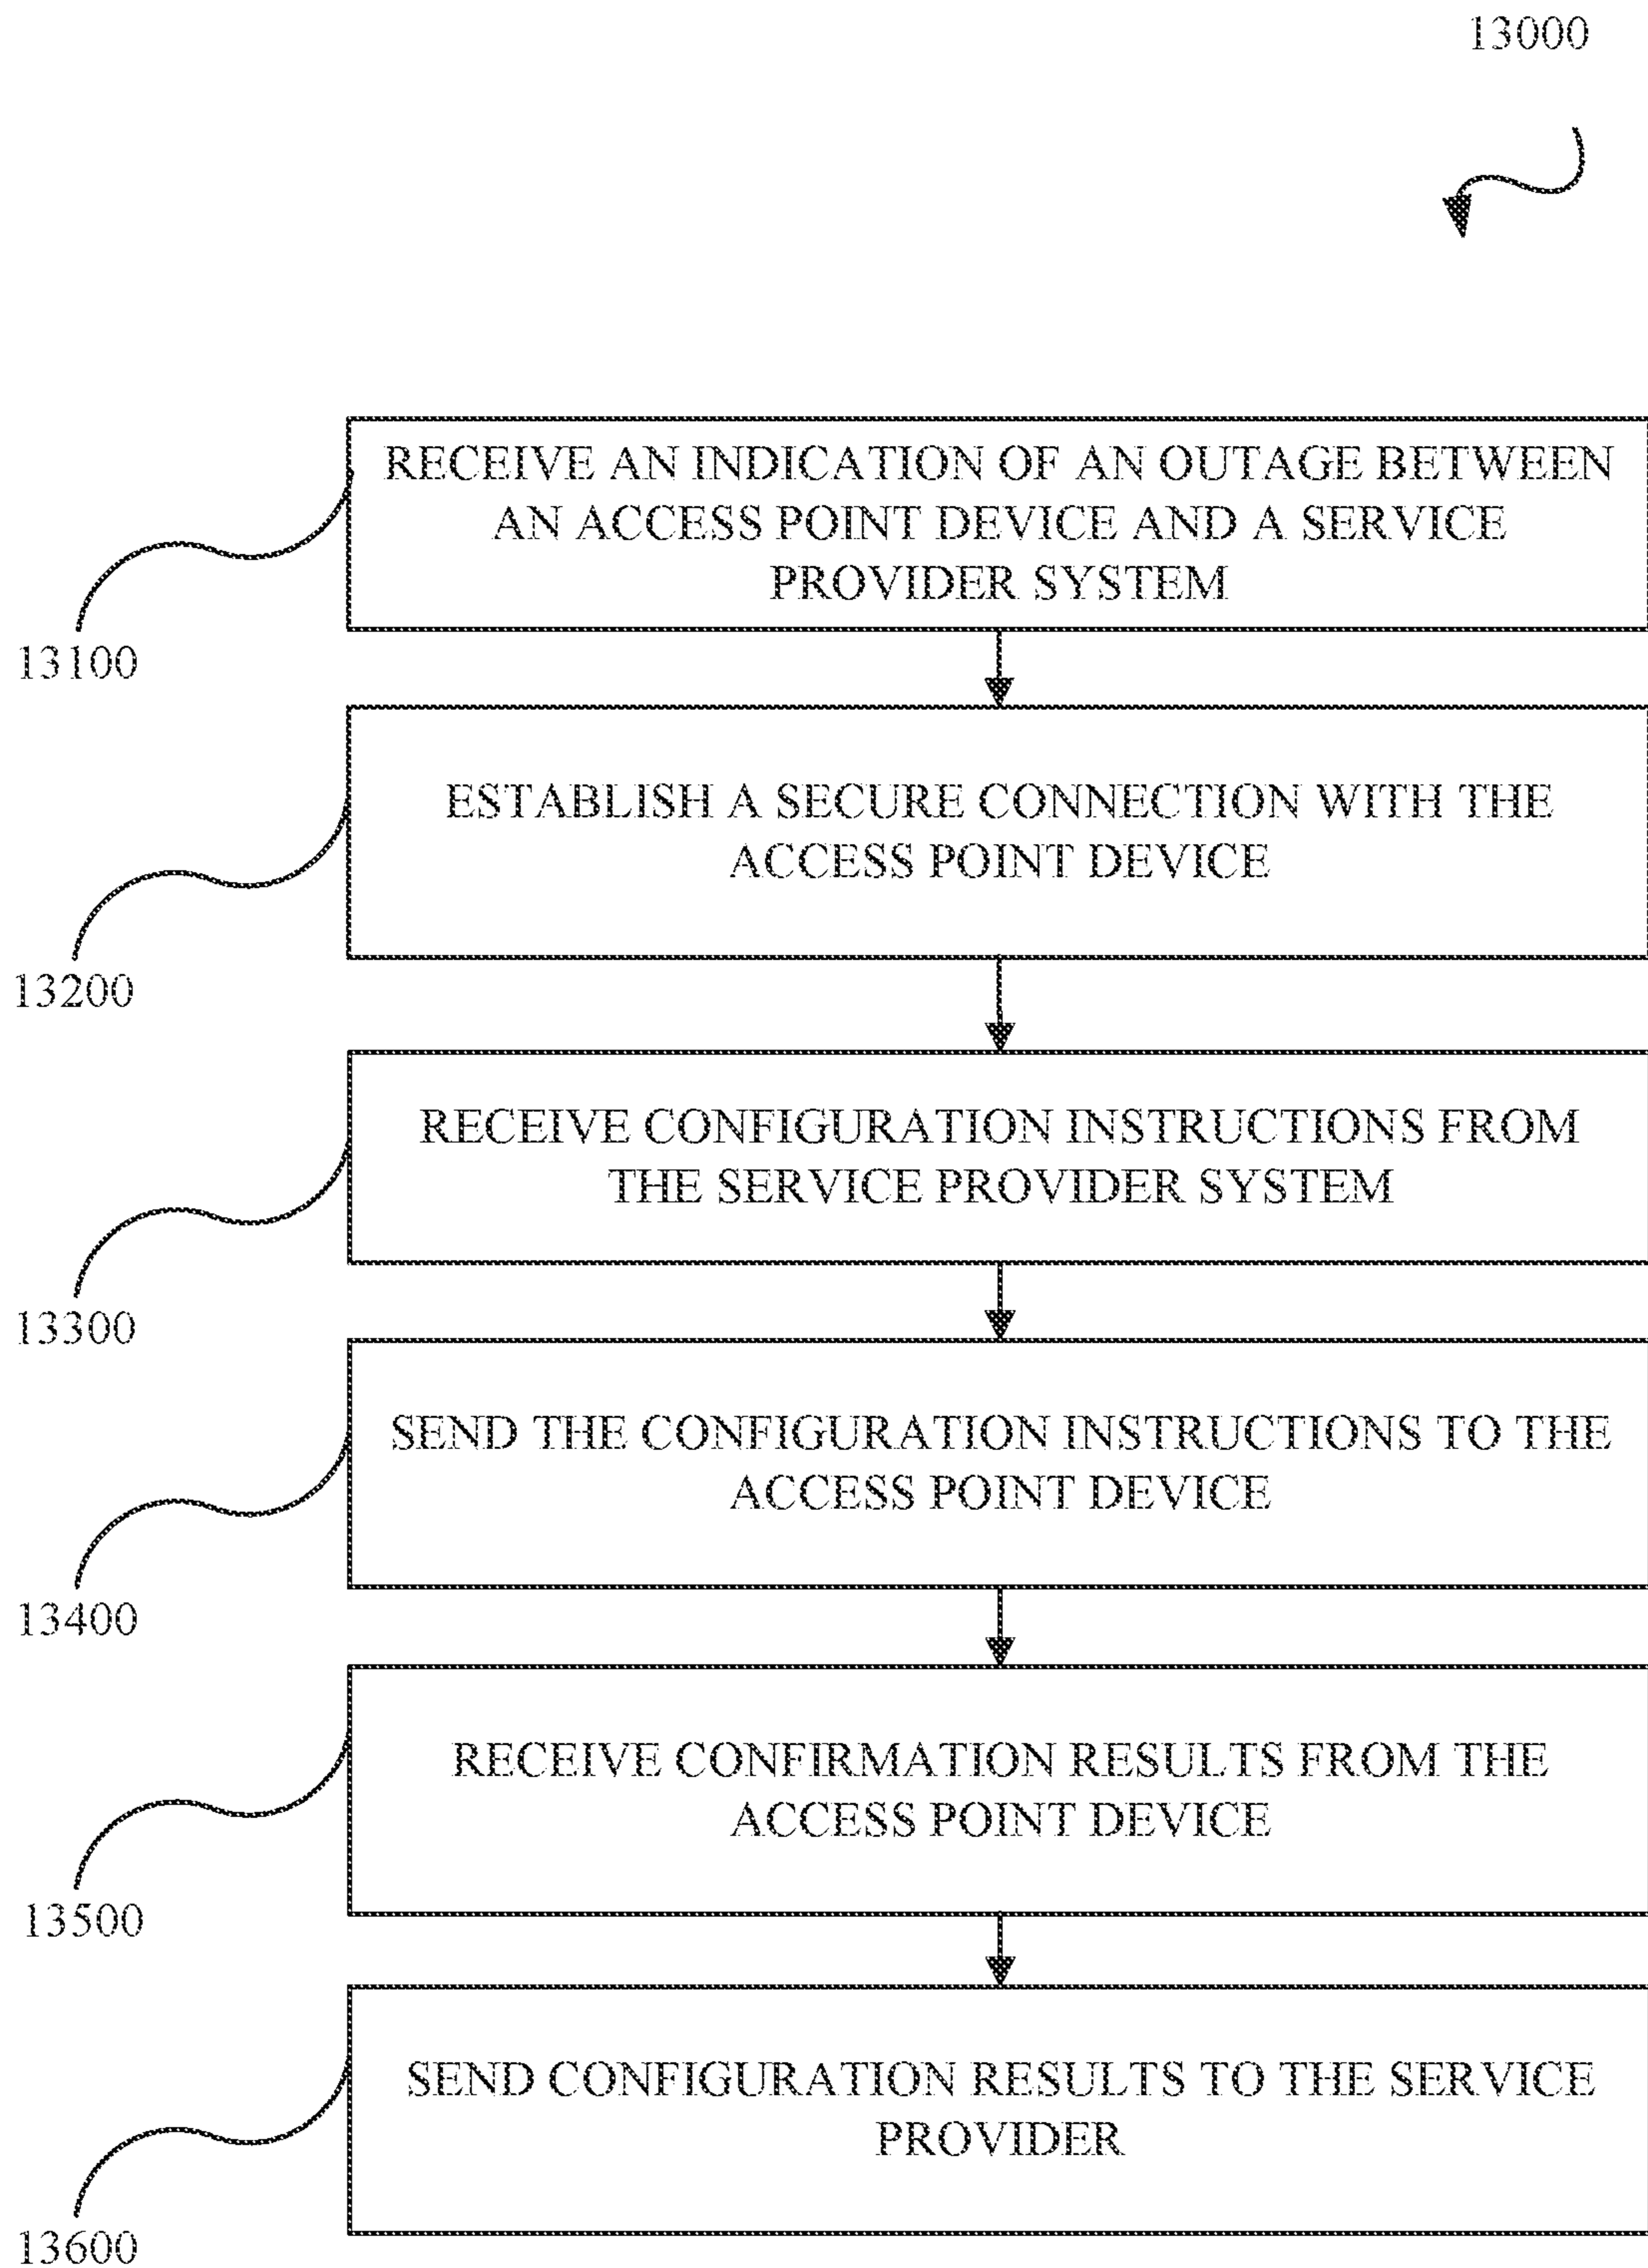 13000
RECEIVE AN INDICATION OF AN OUTAGE BETWEEN
AN ACCESS POINT DEVICE AND A SERVICE
PROVIDER SYSTEM
13100
ESTABLISH A SECURE CONNECTION WITH THE
ACCESS POINT DEVICE
13200
RECEIVE CONFIGURATION INSTRUCTIONS FROM
THE SERVICE PROVIDER SYSTEM
13300
SEND THE CONFIGURATION INSTRUCTIONS TO THE
ACCESS POINT DEVICE
13400
RECEIVE CONFIRMATION RESULTS FROM THE
ACCESS POINT DEVICE
13500
SEND CONFIGURATION RESULTS TO THE SERVICE
PROVIDER
13600